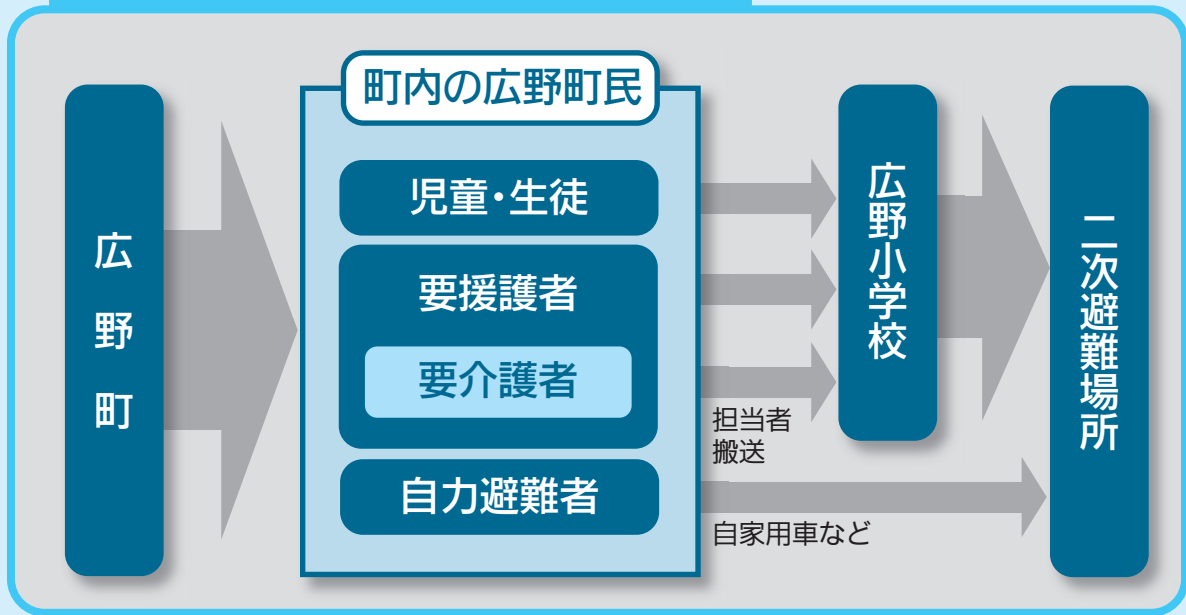 広野町
町内の広野町民
児童・生徒
要援護者
要介護者
自力避難者
担当者
搬送
自家用車など
広野小学校
二次避難場所